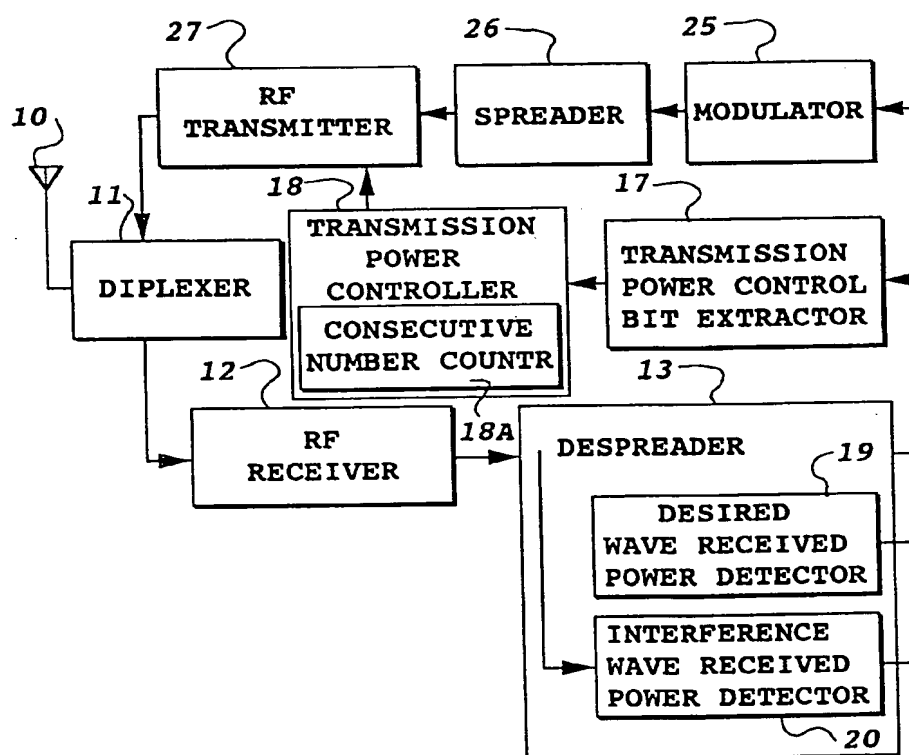 27
26
25
RF
TRANSMITTER
SPREADER
MODULATOR
10
11
18
17
DIPLEXER
TRANSMISSION
POWER
CONTROLLER
CONSECUTIVE
NUMBER COUNTR
18A
TRANSMISSION
POWER CONTROL
BIT EXTRACTOR
12
13
RF
RECEIVER
DESPREADER
19
DESIRED
WAVE RECEIVED
POWER DETECTOR
INTERFERENCE
WAVE RECEIVED
POWER DETECTOR
20